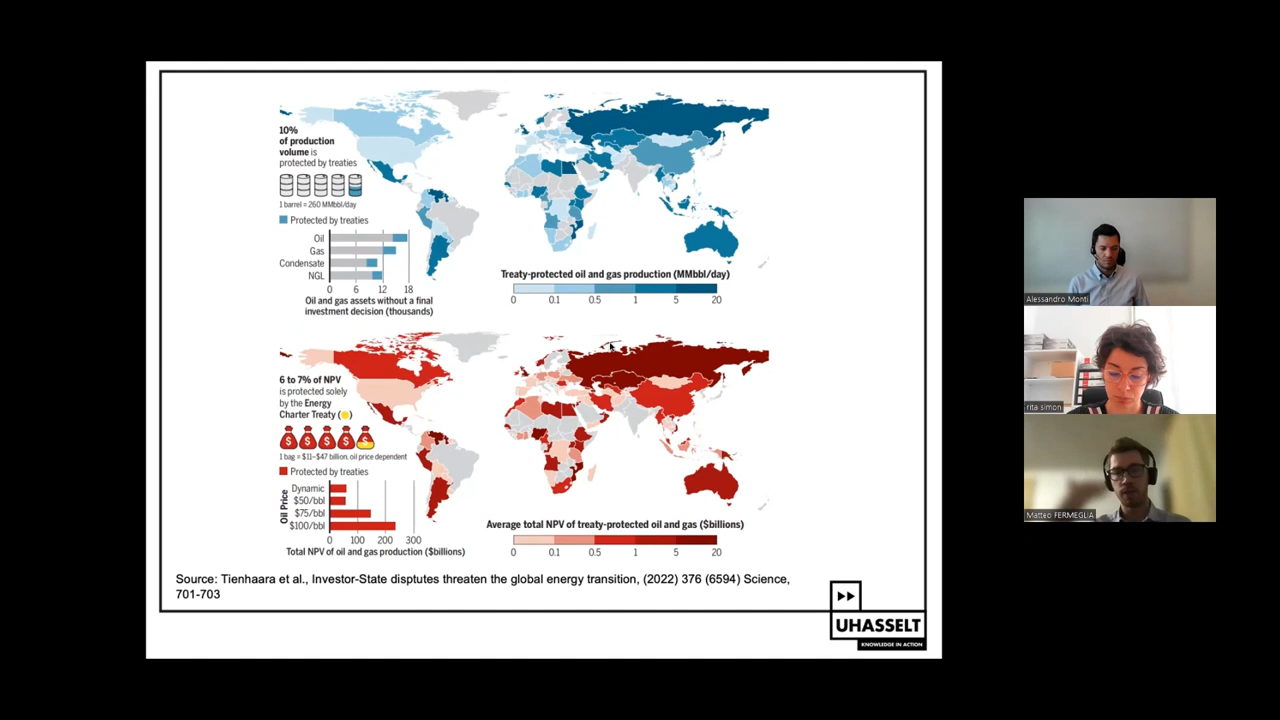 10%
of production
volume is
protected by treaties
1 barrel = 260 MMbbl/day
Protected by treaties
Oil
Gas
Condensate
NGL
0 6 12 18
Oil and gas assets without a final
investment decision (thousands)
Treaty-protected oil and gas production (MMbbl/day)
0 0.1 0.5 1 5 20
6 to 7% of NPV
is protected solely
by the Energy
Charter Treaty ( )
$ $ $ $ $
1 bag = $11–$47 billion, oil price dependent
Protected by treaties
Oil Price
Dynamic
$50/bbl
$75/bbl
$100/bbl
0 100 200 300
Total NPV of oil and gas production ($billions)
Average total NPV of treaty-protected oil and gas ($billions)
0 0.1 0.5 1 5 20
Source: Tienhaara et al., Investor-State disptutes threaten the global energy transition, (2022) 376 (6594) Science,
701-703
UHASSELT
KNOWLEDGE IN ACTION
Alessandro Monti
rita simon
Matteo FERMEGLIA